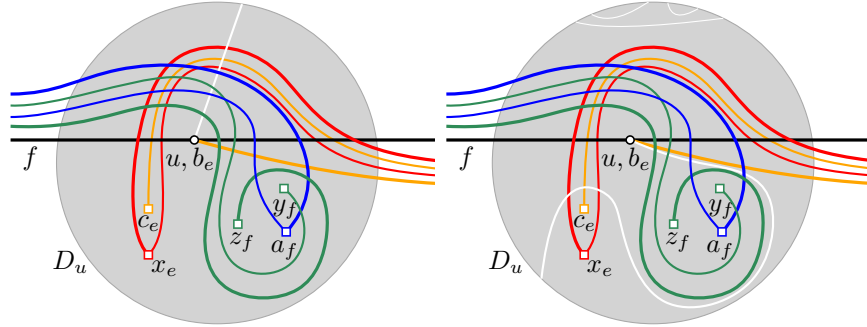 f
u, b_e
c_e
x_e
y_f
z_f
a_f
D_u
f
u, b_e
c_e
x_e
y_f
z_f
a_f
D_u